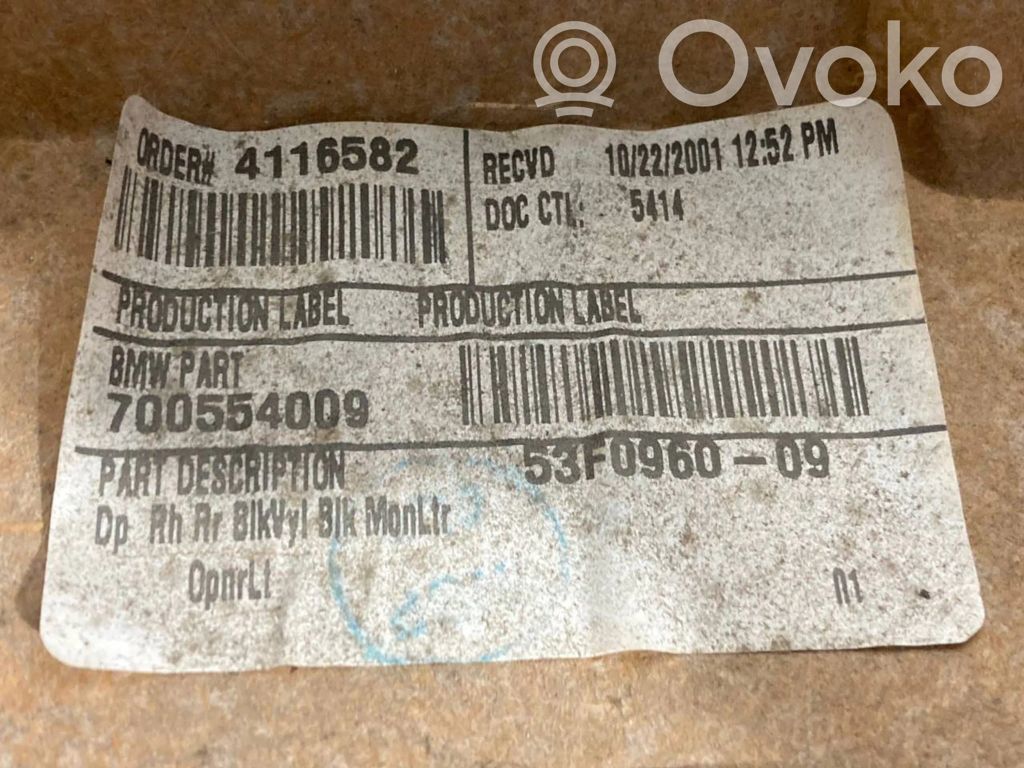 Ovoko
ORDER# 4116582
RECVD 10/22/2001 12:52 PM
DOC CTL: 5414
PRODUCTION LABEL PRODUCTION LABEL
BMW PART
700554009
PART DESCRIPTION
53F0960-09
Dp Rh Rr BlkVyl Blk MonLtr
OpnrLt
01